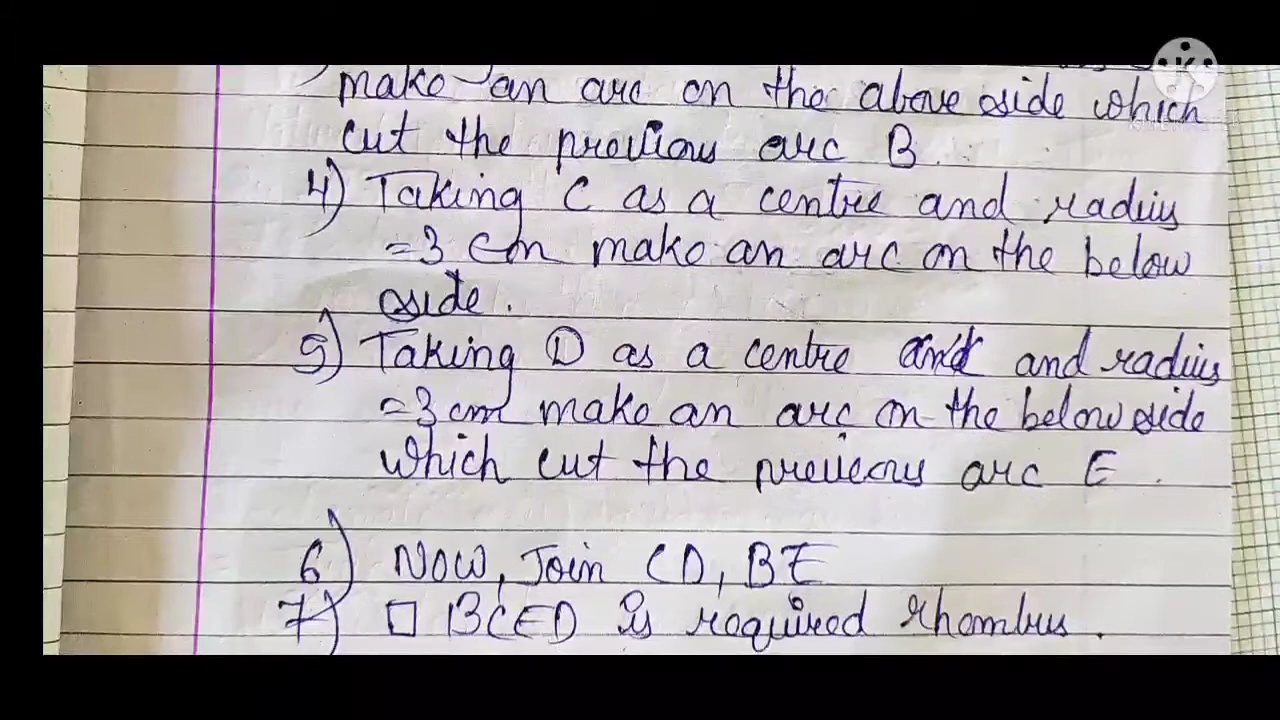 make an arc on the above side which
cut the previous arc B.
4) Taking C as a centre and radius
=3 cm make an arc on the below
side.
5) Taking D as a centre and and radius
=3 cm make an arc on the below side
which cut the previous arc E.
6) Now, Join CD, BE
7) □ BCED is required rhombus.